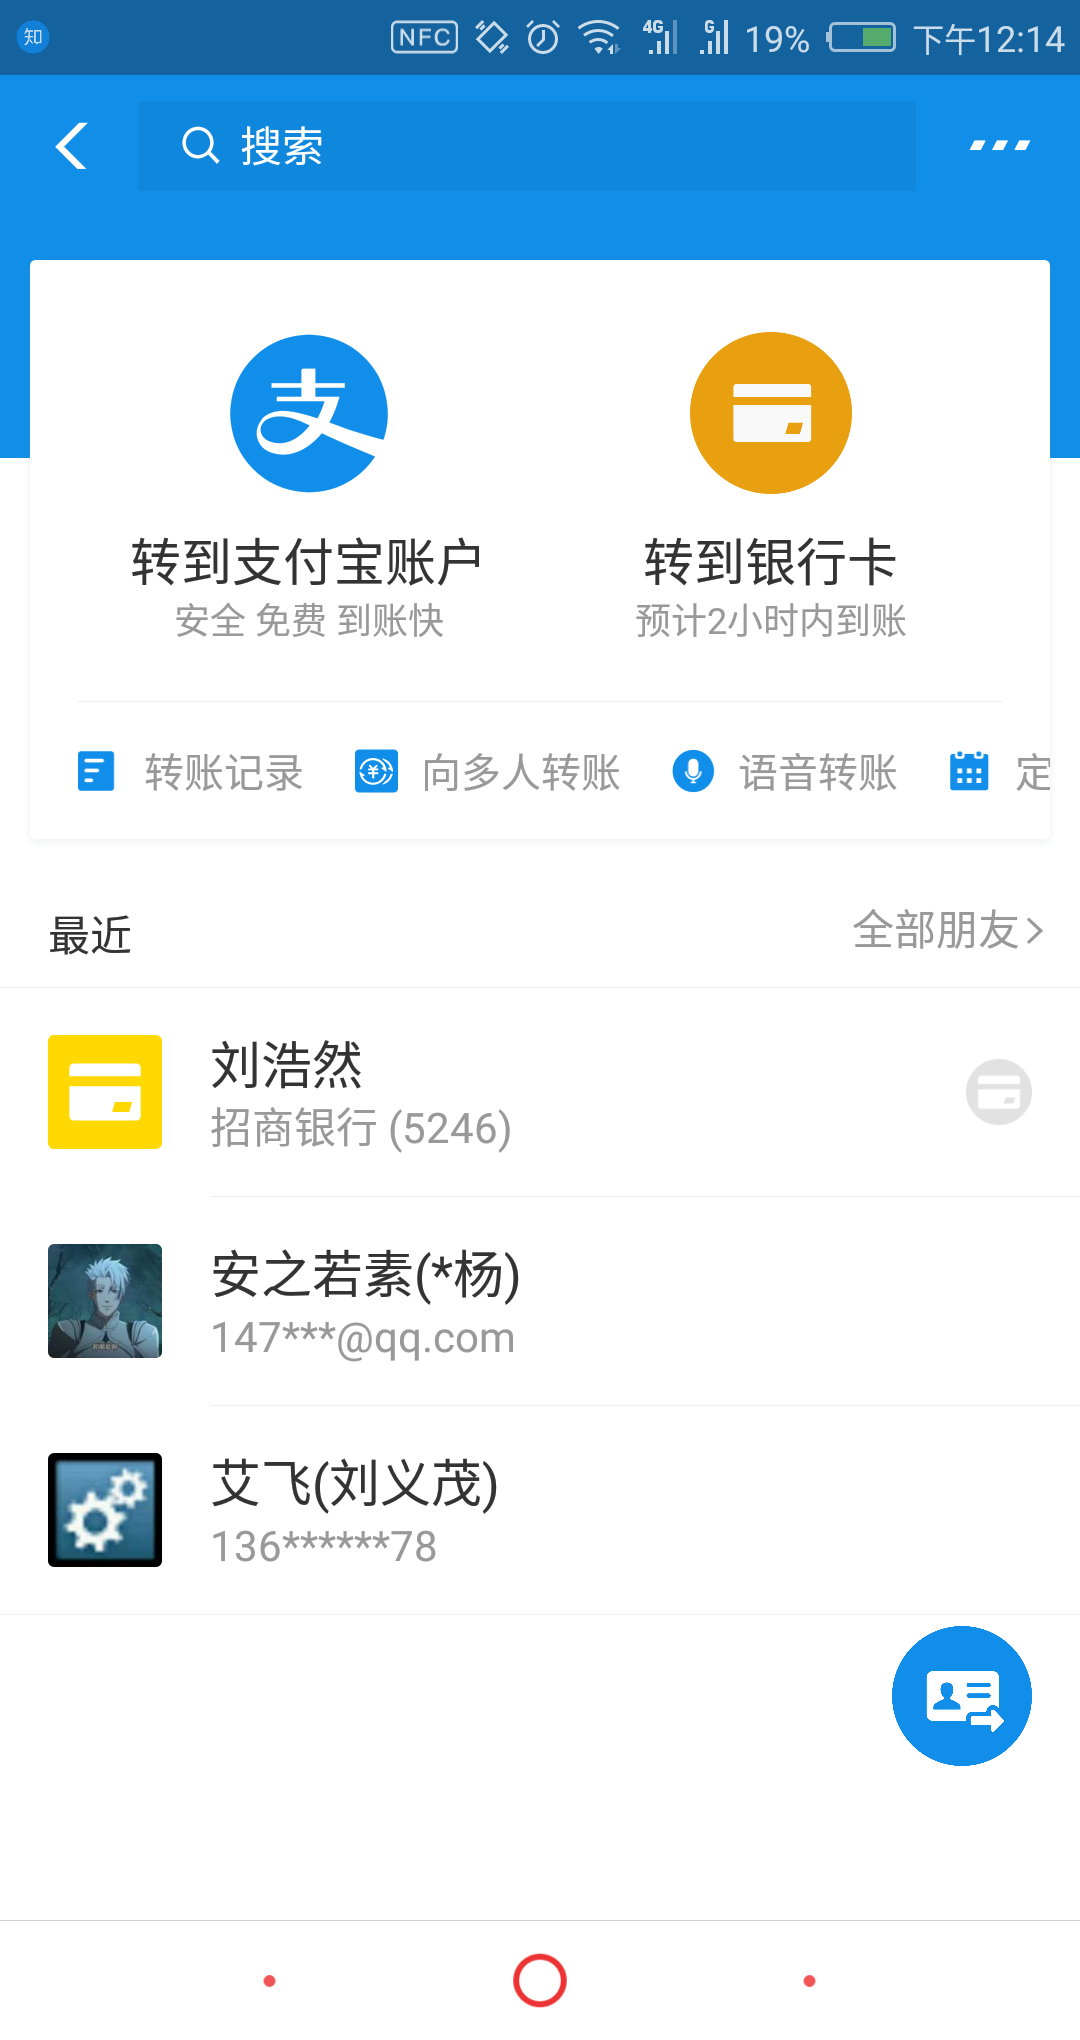 知 NFC 4G G 19% 下午12:14
搜索
支
转到支付宝账户 转到银行卡
安全 免费 到账快 预计2小时内到账
转账记录 向多人转账 语音转账 定
最近 全部朋友
刘浩然
招商银行 (5246)
安之若素(*杨)
147***@qq.com
艾飞(刘义茂)
136******78